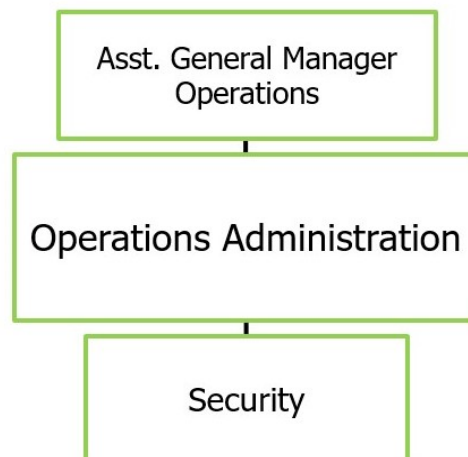 Asst. General Manager
Operations
Operations Administration
Security